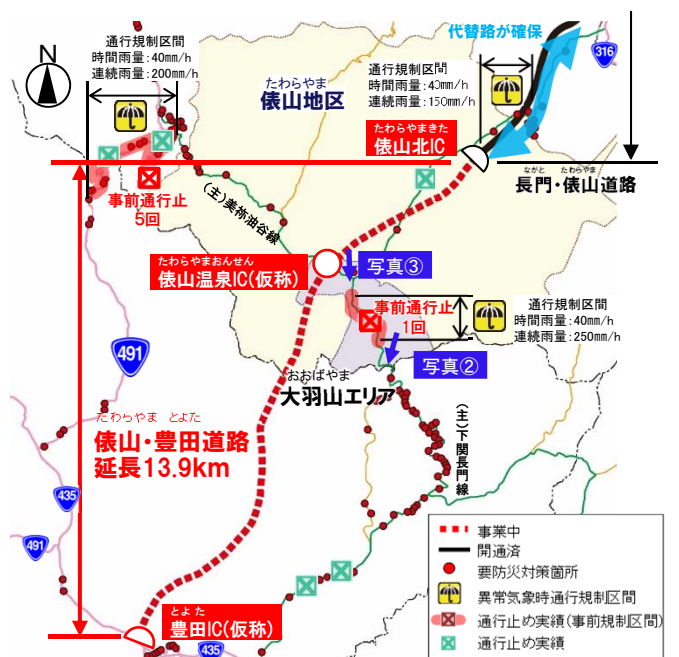 N
通行規制区間
時間雨量:40mm/h
連続雨量:200mm/h
たわらやま
俵山地区
通行規制区間
時間雨量:40mm/h
連続雨量:150mm/h
代替路が確保
316
たわらやまきた
俵山北IC
ながと たわらやま
長門・俵山道路
事前通行止
5回
(主)美祢油谷線
たわらやまおんせん
俵山温泉IC(仮称)
写真③
事前通行止
1回
通行規制区間
時間雨量:40mm/h
連続雨量:250mm/h
写真②
おおばやま
大羽山エリア
491
たわらやま とよた
俵山・豊田道路
延長13.9km
(主)下関長門線
435
491
とよた
豊田IC(仮称)
435
事業中
開通済
要防災対策箇所
異常気象時通行規制区間
通行止め実績(事前規制区間)
通行止め実績